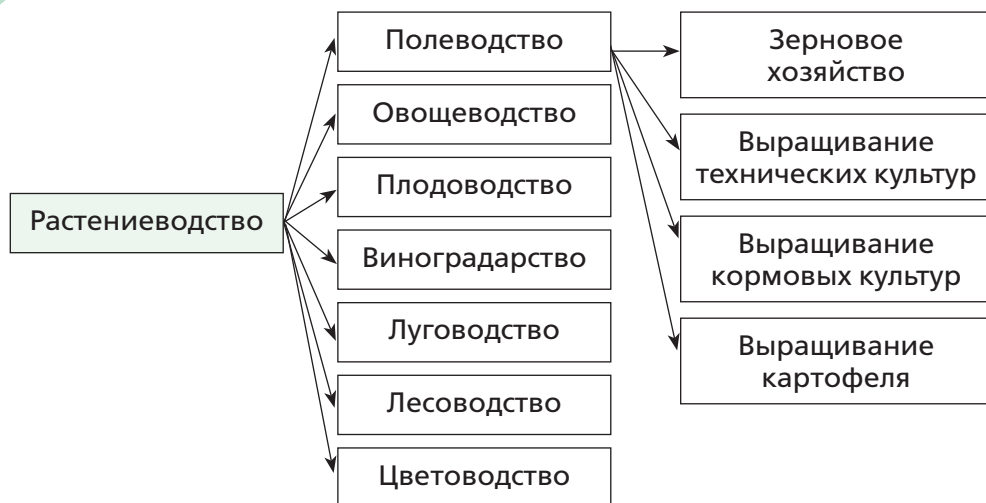 Растениеводство
Полеводство
Овощеводство
Плодоводство
Виноградарство
Луговодство
Лесоводство
Цветоводство
Зерновое
хозяйство
Выращивание
технических культур
Выращивание
кормовых культур
Выращивание
картофеля